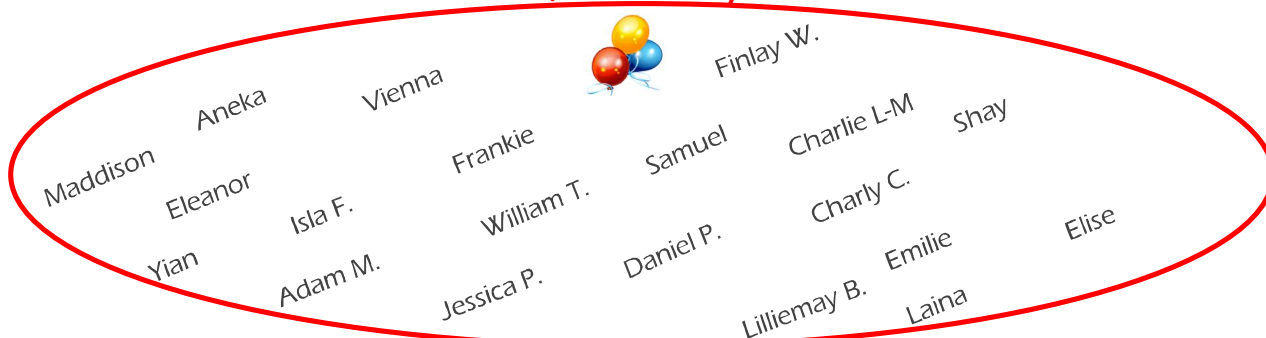 Finlay W.
Vienna
Aneka
Charlie L-M
Shay
Frankie
Samuel
Maddison
Eleanor
Isla F.
William T.
Charly C.
Elise
Yian
Adam M.
Daniel P.
Emilie
Jessica P.
Lilliemay B.
Laina